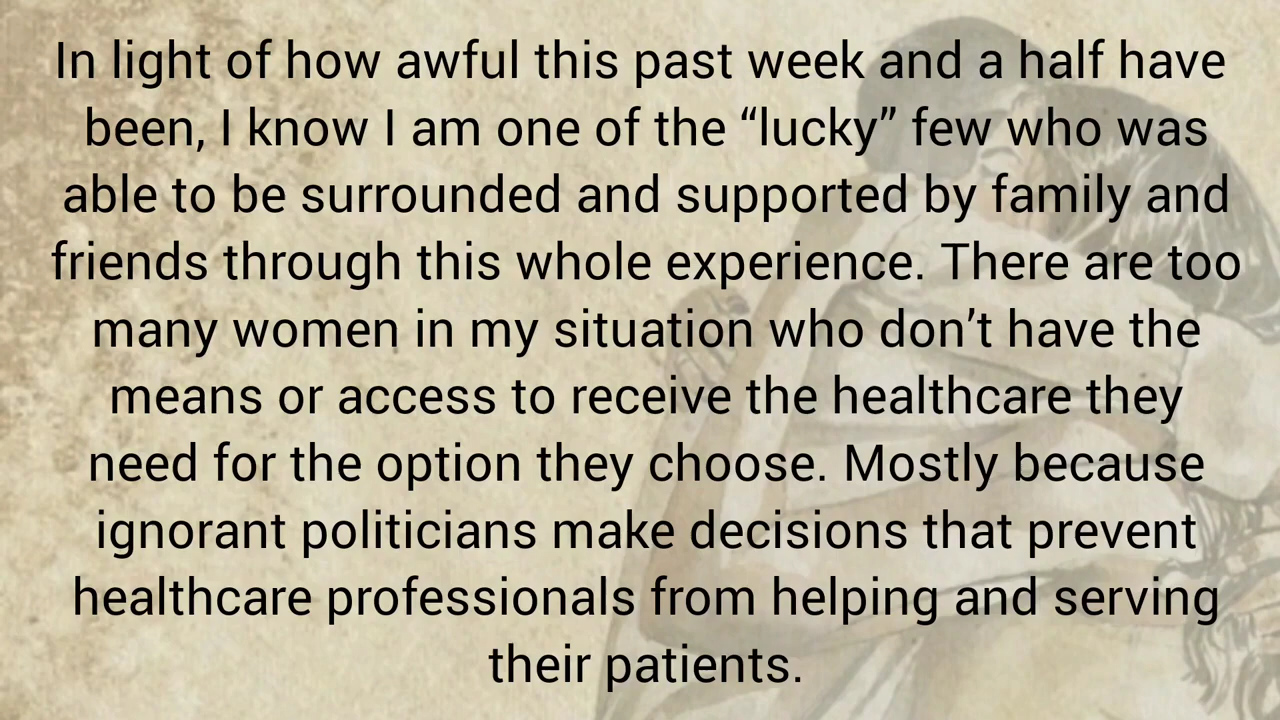 In light of how awful this past week and a half have
been, I know I am one of the “lucky” few who was
able to be surrounded and supported by family and
friends through this whole experience. There are too
many women in my situation who don’t have the
means or access to receive the healthcare they
need for the option they choose. Mostly because
ignorant politicians make decisions that prevent
healthcare professionals from helping and serving
their patients.